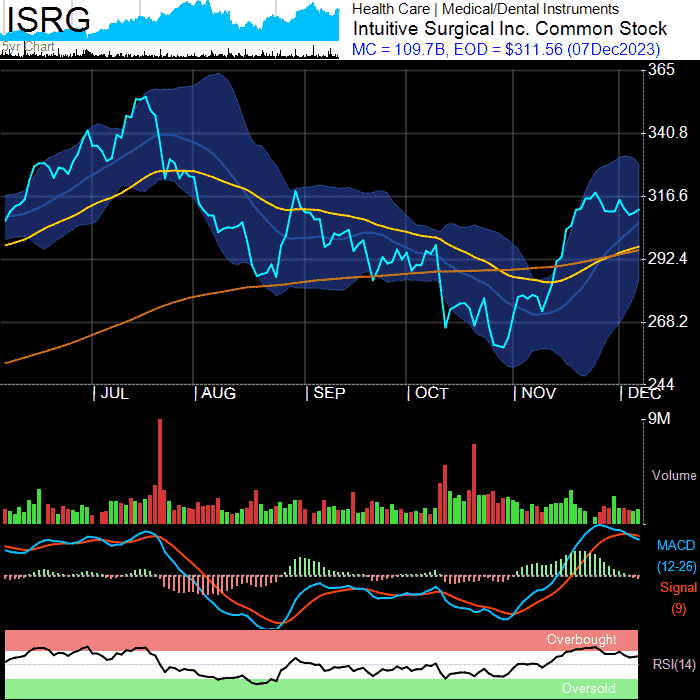 ISRG
5yr Chart
Health Care | Medical/Dental Instruments
Intuitive Surgical Inc. Common Stock
MC = 109.7B, EOD = $311.56 (07Dec2023)
365
340.8
316.6
292.4
268.2
244
| JUL | AUG | SEP | OCT | NOV | DEC
9M
Volume
MACD
(12-26)
Signal
(9)
Overbought
RSI(14)
Oversold